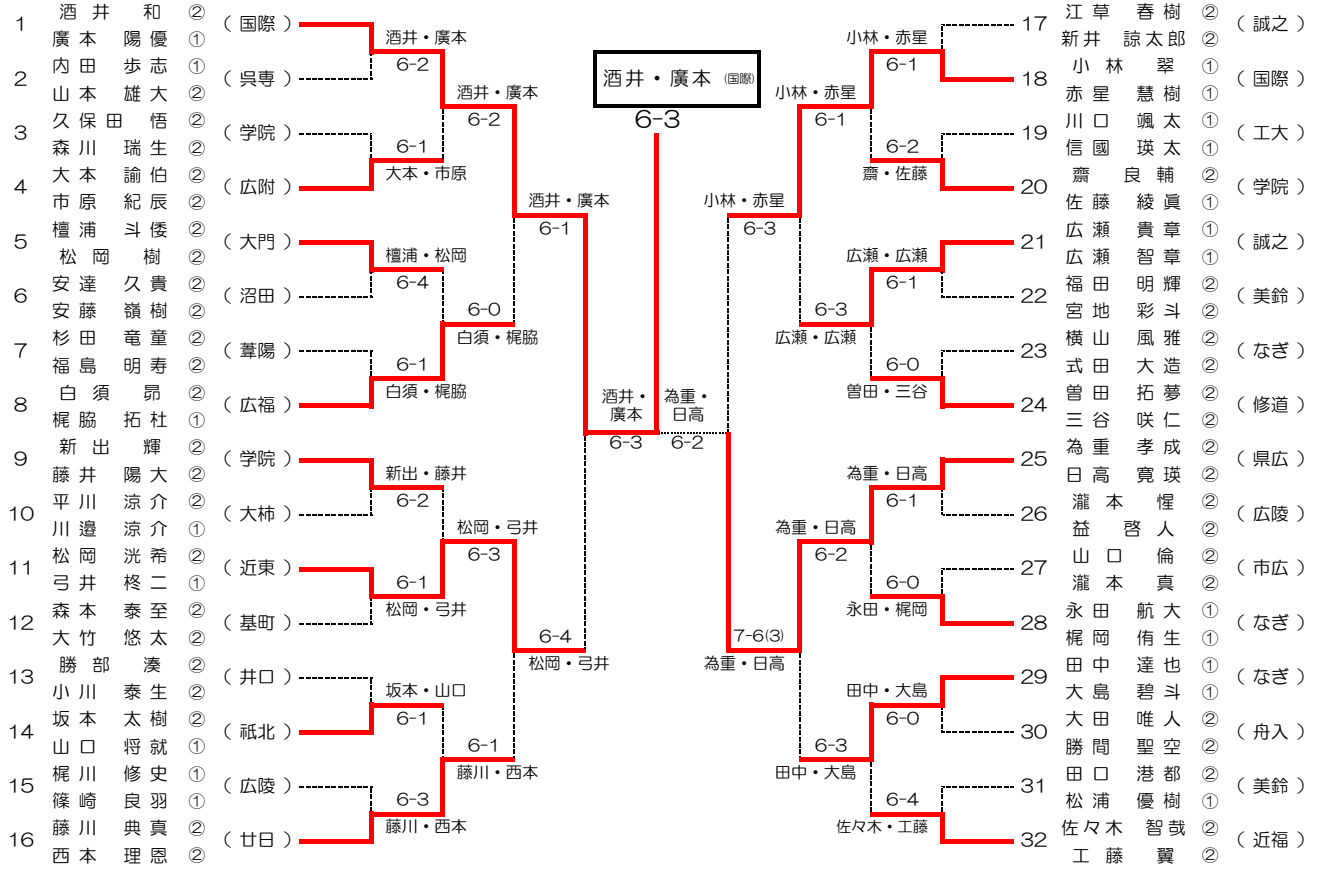 1 酒井 和 ② 廣本 陽優 ① （国際）
2 内田 歩志 ① 山本 雄大 ② （呉専）
3 久保田 悟 ② 森川 瑞生 ② （学院）
4 大本 諭伯 ② 市原 紀辰 ② （広附）
5 檀浦 斗倭 ② 松岡 樹 ② （大門）
6 安達 久貴 ② 安藤 嶺樹 ② （沼田）
7 杉田 竜童 ② 福島 明寿 ② （葦陽）
8 白須 昴 ② 梶脇 拓杜 ① （広福）
9 新出 輝 ② 藤井 陽大 ② （学院）
10 平川 涼介 ② 川邉 涼介 ① （大柿）
11 松岡 洸希 ② 弓井 柊二 ① （近東）
12 森本 泰至 ② 大竹 悠太 ② （基町）
13 勝部 湊 ② 小川 泰生 ② （井口）
14 坂本 太樹 ② 山口 将就 ① （祇北）
15 梶川 修史 ① 篠崎 良羽 ① （広陵）
16 藤川 典真 ② 西本 理恩 ② （廿日）
酒井・廣本
6-2
6-1
大本・市原
檀浦・松岡
6-4
6-1
白須・梶脇
新出・藤井
6-2
6-1
松岡・弓井
坂本・山口
6-1
6-3
藤川・西本
酒井・廣本
6-2
6-0
白須・梶脇
松岡・弓井
6-3
6-1
藤川・西本
酒井・廣本
6-1
6-4
松岡・弓井
酒井・廣本
6-3
酒井・廣本 （国際）
6-3
為重・日高
6-2
小林・赤星
6-3
7-6(3)
為重・日高
小林・赤星
6-1
6-3
広瀬・広瀬
為重・日高
6-2
6-3
田中・大島
小林・赤星
6-1
6-2
齋・佐藤
広瀬・広瀬
6-1
6-0
曽田・三谷
為重・日高
6-1
6-0
永田・梶岡
田中・大島
6-0
6-4
佐々木・工藤
17 江草 春樹 ② 新井 諒太郎 ② （誠之）
18 小林 翠 ① 赤星 慧樹 ① （国際）
19 川口 颯太 ① 信國 瑛太 ① （工大）
20 齋 良輔 ② 佐藤 綾眞 ① （学院）
21 広瀬 貴章 ① 広瀬 智章 ① （誠之）
22 福田 明輝 ② 宮地 彩斗 ② （美鈴）
23 横山 風雅 ② 式田 大造 ② （なぎ）
24 曽田 拓夢 ② 三谷 咲仁 ② （修道）
25 為重 孝成 ② 日高 寛瑛 ② （県広）
26 瀧本 惺 ② 益 啓人 ② （広陵）
27 山口 倫 ② 瀧本 真 ② （市広）
28 永田 航大 ① 梶岡 侑生 ① （なぎ）
29 田中 達也 ① 大島 碧斗 ① （なぎ）
30 大田 唯人 ② 勝間 聖空 ② （舟入）
31 田口 港都 ② 松浦 優樹 ① （美鈴）
32 佐々木 智哉 ② 工藤 翼 ② （近福）